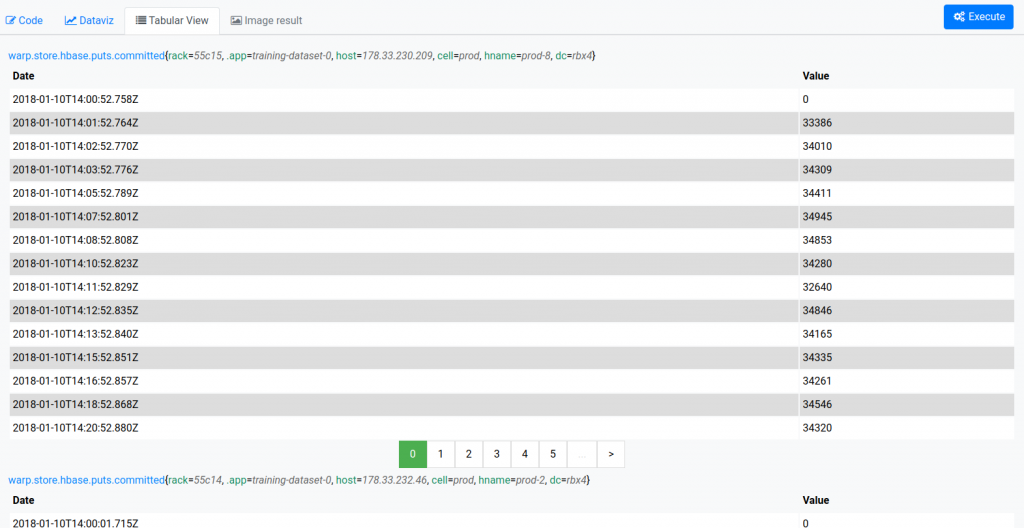 Code Dataviz Tabular View Image result Execute
warp.store.hbase.puts.committed{rack=55c15, .app=training-dataset-0, host=178.33.230.209, cell=prod, hname=prod-8, dc=rbx4}
Date Value
2018-01-10T14:00:52.758Z 0
2018-01-10T14:01:52.764Z 33386
2018-01-10T14:02:52.770Z 34010
2018-01-10T14:03:52.776Z 34309
2018-01-10T14:05:52.789Z 34411
2018-01-10T14:07:52.801Z 34945
2018-01-10T14:08:52.808Z 34853
2018-01-10T14:10:52.823Z 34280
2018-01-10T14:11:52.829Z 32640
2018-01-10T14:12:52.835Z 34846
2018-01-10T14:13:52.840Z 34165
2018-01-10T14:15:52.851Z 34335
2018-01-10T14:16:52.857Z 34261
2018-01-10T14:18:52.868Z 34546
2018-01-10T14:20:52.880Z 34320
0 1 2 3 4 5 ... >
warp.store.hbase.puts.committed{rack=55c14, .app=training-dataset-0, host=178.33.232.46, cell=prod, hname=prod-2, dc=rbx4}
Date Value
2018-01-10T14:00:01.715Z 0